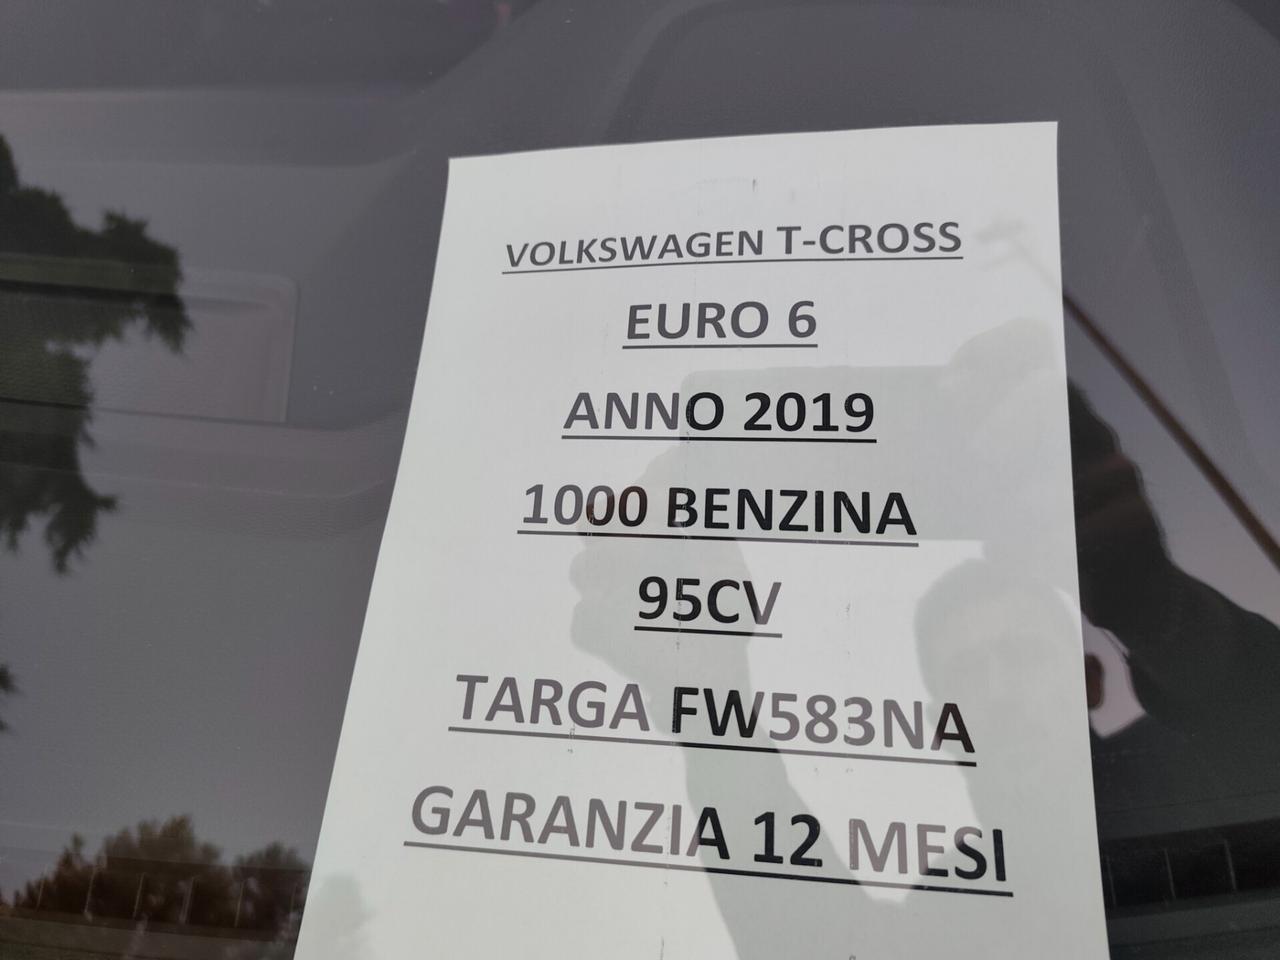 VOLKSWAGEN T-CROSS
EURO 6
ANNO 2019
1000 BENZINA
95CV
TARGA FW583NA
GARANZIA 12 MESI